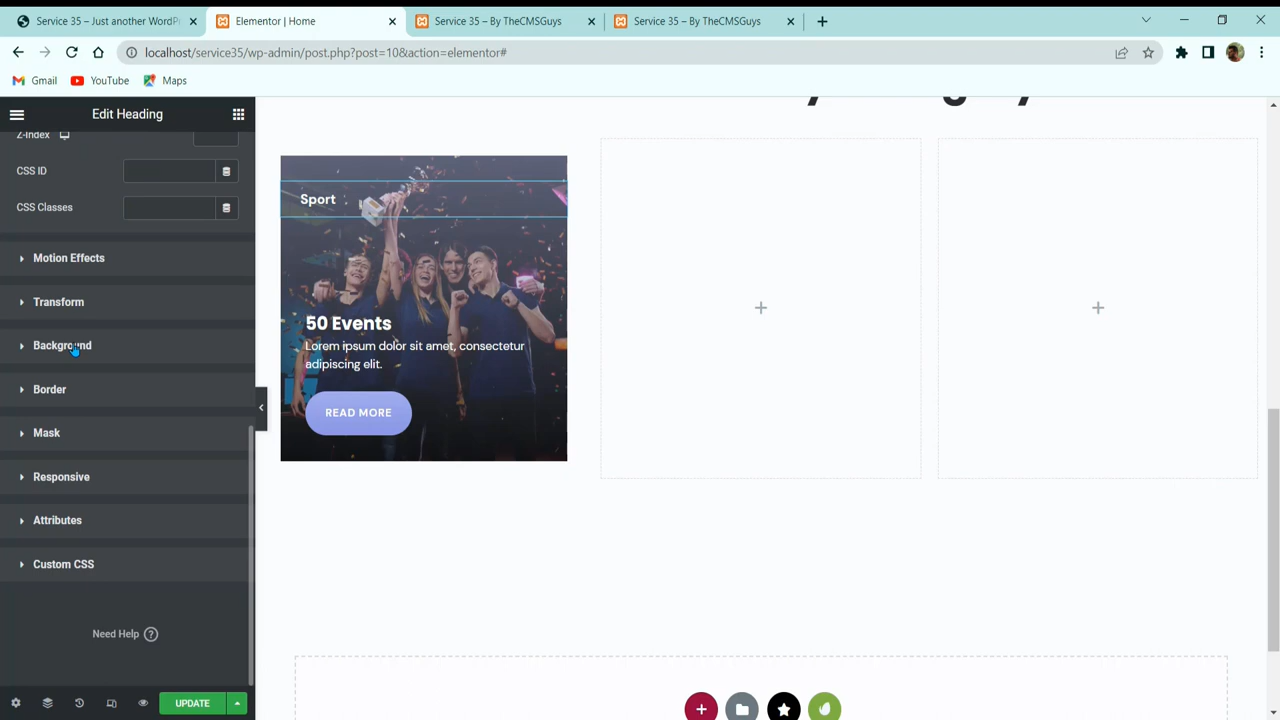 Service 35 – Just another WordPr
Elementor | Home
Service 35 – By TheCMSGuys
Service 35 – By TheCMSGuys
localhost/service35/wp-admin/post.php?post=10&action=elementor#
Gmail
YouTube
Maps
Edit Heading
Z-Index
CSS ID
CSS Classes
Motion Effects
Transform
Background
Border
Mask
Responsive
Attributes
Custom CSS
Need Help ?
UPDATE
Sport
50 Events
Lorem ipsum dolor sit amet, consectetur
adipiscing elit.
READ MORE